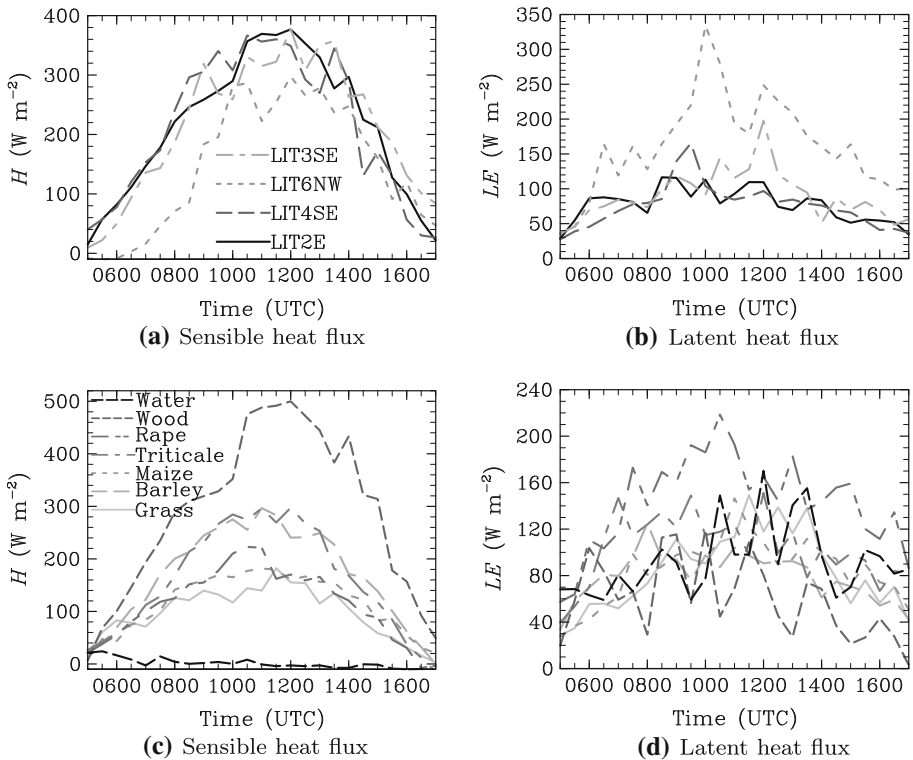 400
300
200
100
0
H (W m−2)
LIT3SE
LIT6NW
LIT4SE
LIT2E
0600 0800 1000 1200 1400 1600
Time (UTC)
(a) Sensible heat flux
350
300
250
200
150
100
50
0
LE (W m−2)
0600 0800 1000 1200 1400 1600
Time (UTC)
(b) Latent heat flux
500
400
300
200
100
0
H (W m−2)
Water
Wood
Rape
Triticale
Maize
Barley
Grass
0600 0800 1000 1200 1400 1600
Time (UTC)
(c) Sensible heat flux
240
200
160
120
80
40
0
LE (W m−2)
0600 0800 1000 1200 1400 1600
Time (UTC)
(d) Latent heat flux